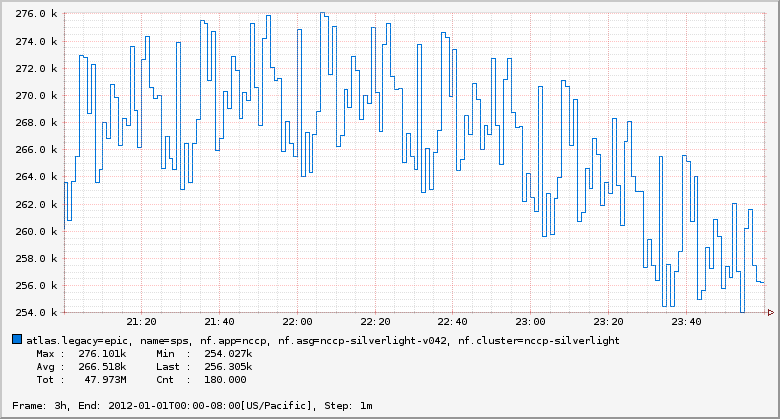 276.0 k
274.0 k
272.0 k
270.0 k
268.0 k
266.0 k
264.0 k
262.0 k
260.0 k
258.0 k
256.0 k
254.0 k
21:20 21:40 22:00 22:20 22:40 23:00 23:20 23:40
atlas.legacy=epic, name=sps, nf.app=nccp, nf.asg=nccp-silverlight-v042, nf.cluster=nccp-silverlight
Max : 276.101k Min : 254.027k
Avg : 266.518k Last : 256.305k
Tot : 47.973M Cnt : 180.000
Frame: 3h, End: 2012-01-01T00:00-08:00[US/Pacific], Step: 1m